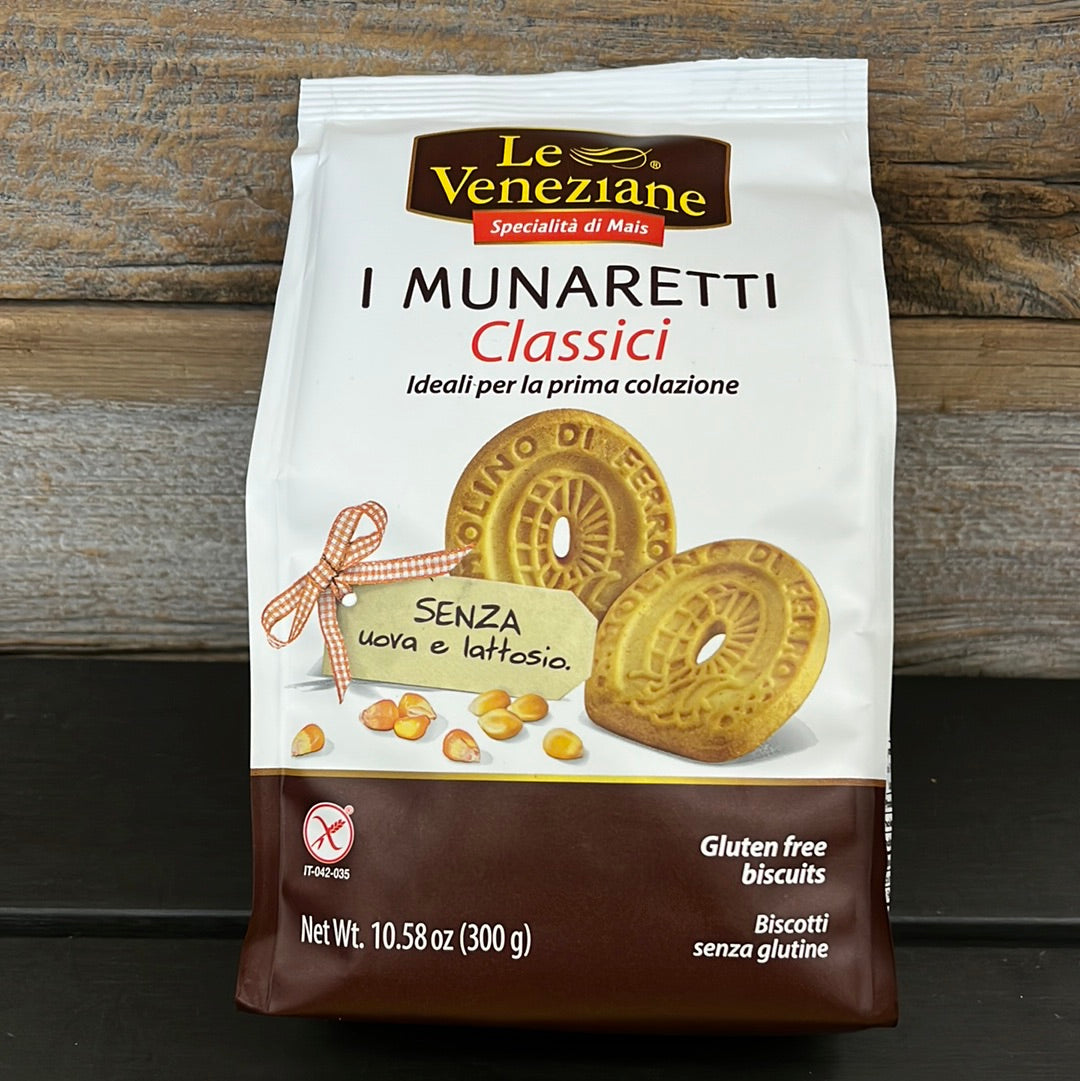 Le
Veneziane®
Specialità di Mais
I MUNARETTI
Classici
Ideali per la prima colazione
MOLINO DI FERRO
MOLINO DI FERRO
SENZA
uova e lattosio.
IT-042-035
Gluten free
biscuits
Biscotti
senza glutine
Net Wt. 10.58 oz (300 g)